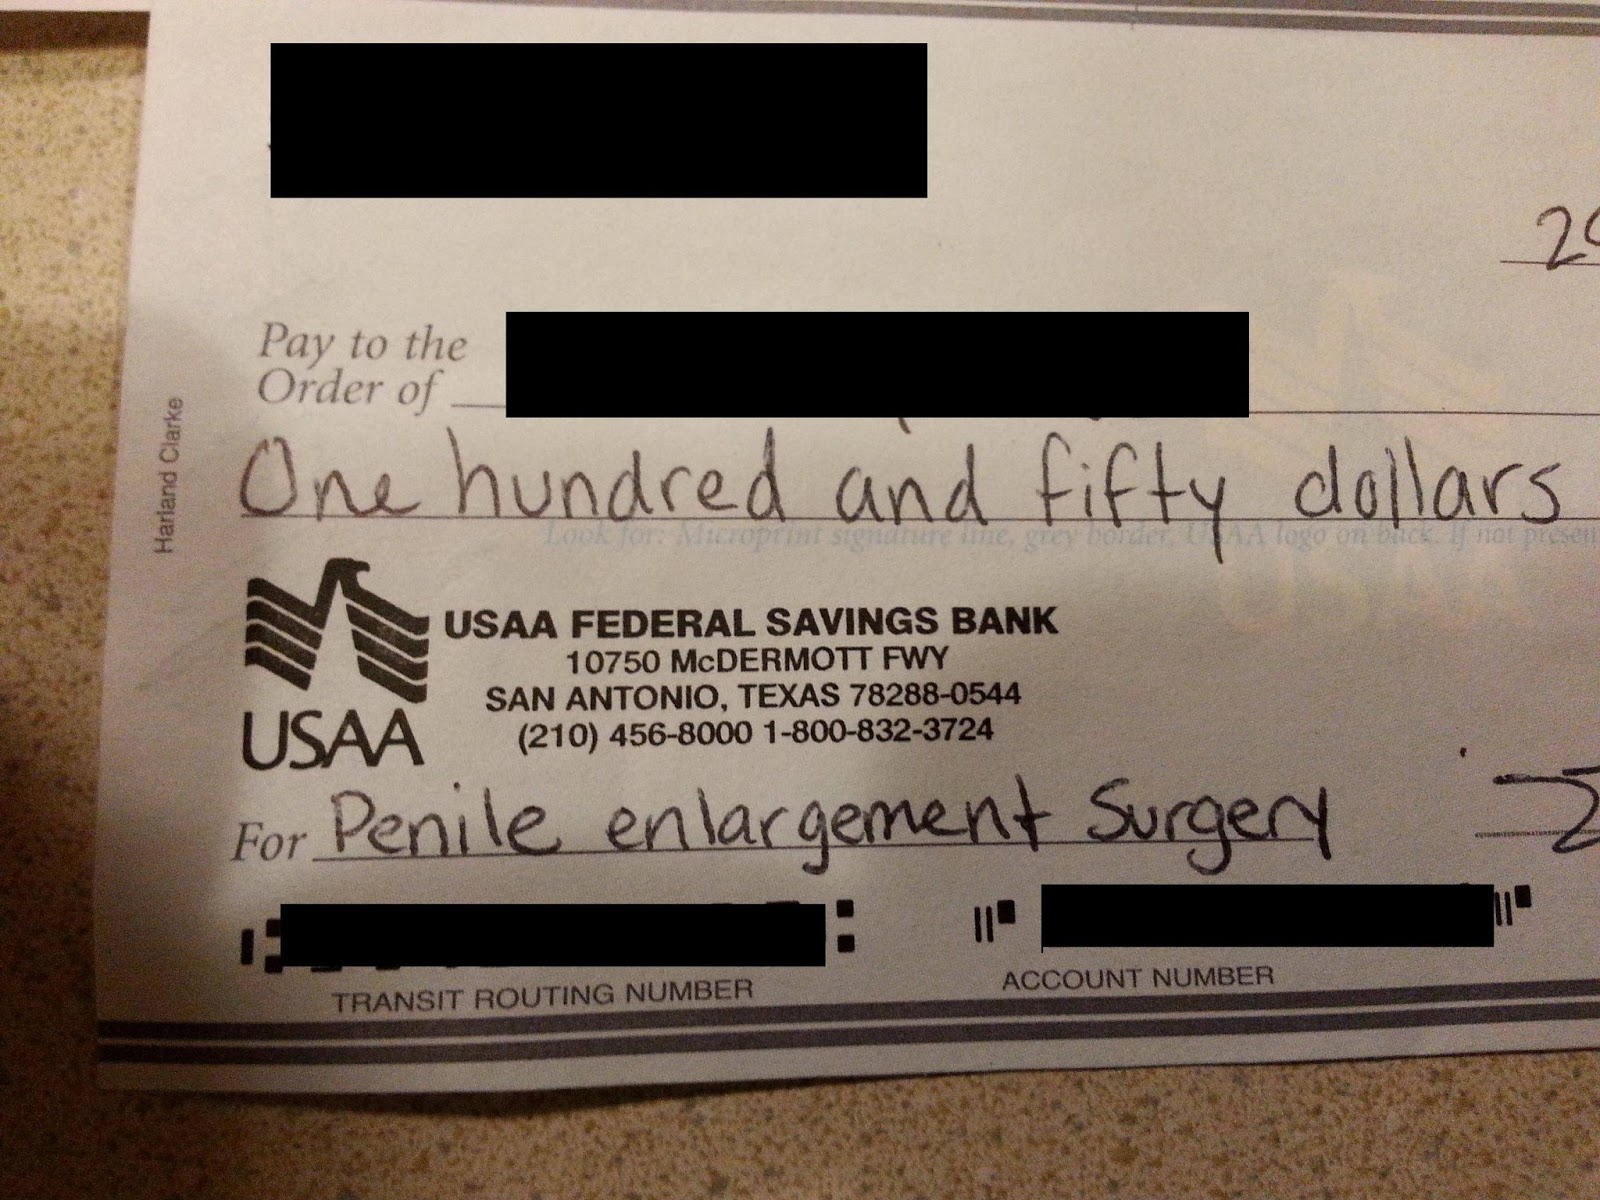 20
Pay to the
Order of
Harland Clarke
One hundred and fifty dollars
Look for: Microprint signature line, grey border, USAA logo on back. If not presen
USAA FEDERAL SAVINGS BANK
10750 McDERMOTT FWY
SAN ANTONIO, TEXAS 78288-0544
(210) 456-8000 1-800-832-3724
USAA
For Penile enlargement Surgery
TRANSIT ROUTING NUMBER
ACCOUNT NUMBER